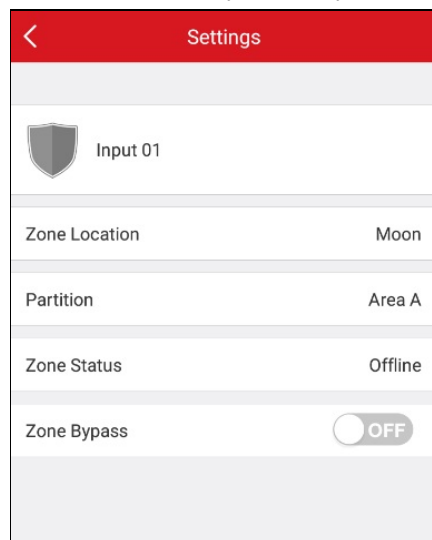 Settings
Input 01
Zone Location Moon
Partition Area A
Zone Status Offline
Zone Bypass OFF